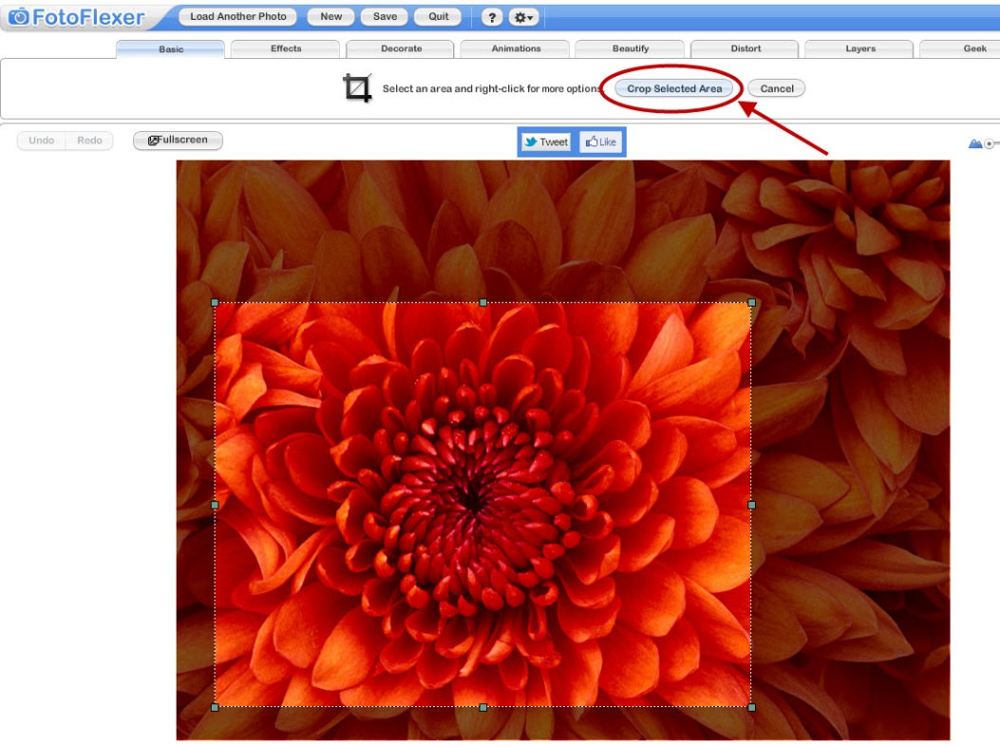 FotoFlexer Load Another Photo New Save Quit ?
Basic Effects Decorate Animations Beautify Distort Layers Geek
Select an area and right-click for more options. Crop Selected Area Cancel
Undo Redo Fullscreen Tweet Like